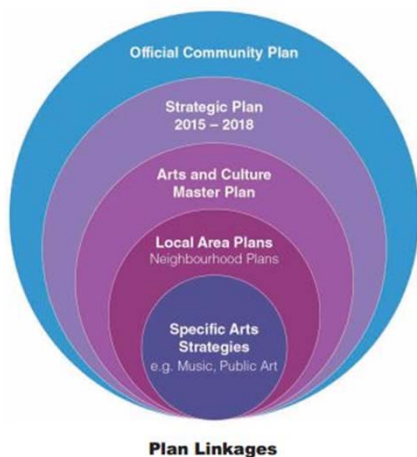 Official Community Plan
Strategic Plan
2015 – 2018
Arts and Culture
Master Plan
Local Area Plans
Neighbourhood Plans
Specific Arts
Strategies
e.g. Music, Public Art
Plan Linkages